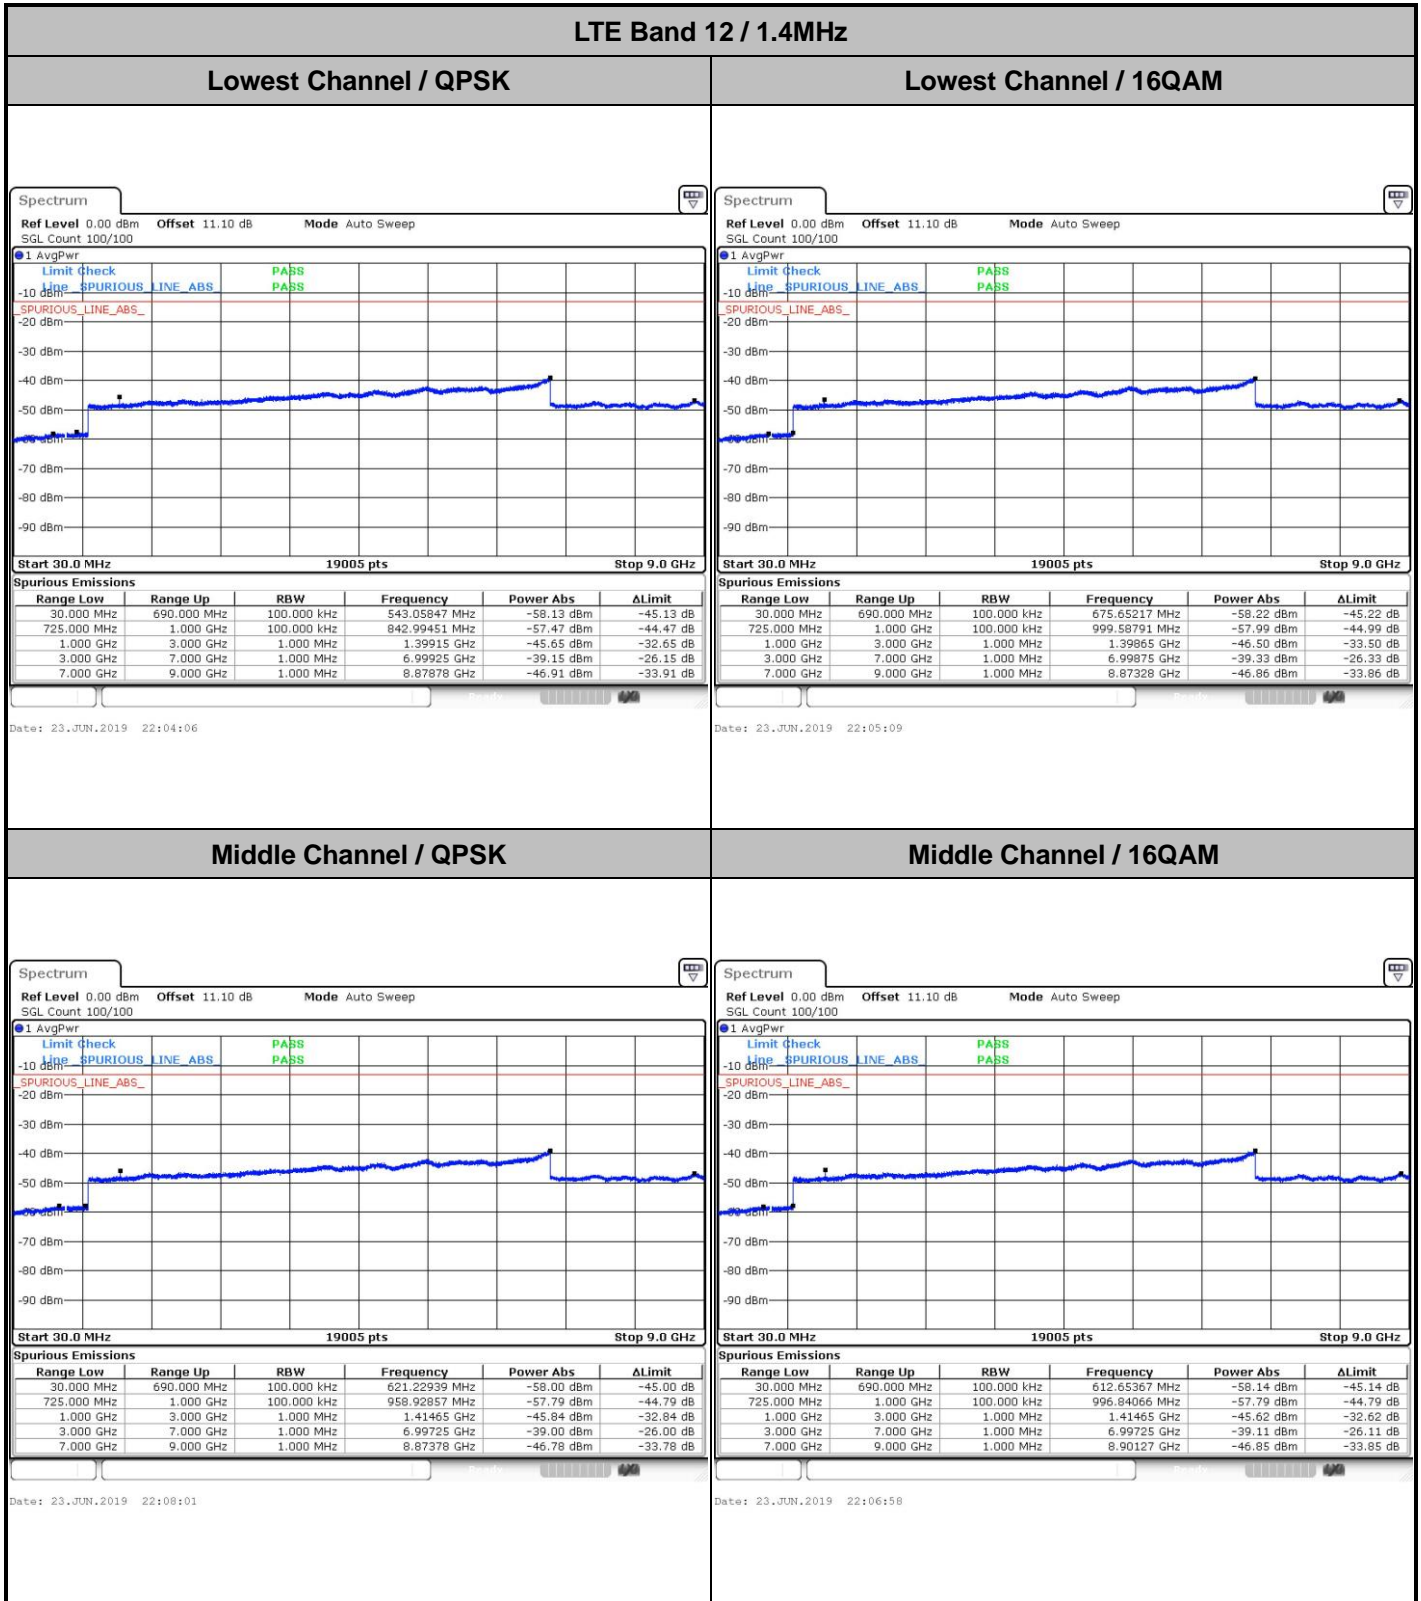 LTE Band 12 / 1.4MHz
Lowest Channel / QPSK
Lowest Channel / 16QAM
Spectrum
Ref Level 0.00 dBm Offset 11.10 dB Mode Auto Sweep
SGL Count 100/100
1 AvgPwr
Limit Check PASS
Line _SPURIOUS_LINE_ABS_ PASS
-10 dBm
_SPURIOUS_LINE_ABS_
-20 dBm
-30 dBm
-40 dBm
-50 dBm
-60 dBm
-70 dBm
-80 dBm
-90 dBm
Start 30.0 MHz 19005 pts Stop 9.0 GHz
Spurious Emissions
Range Low Range Up RBW Frequency Power Abs ΔLimit
30.000 MHz 690.000 MHz 100.000 kHz 543.05847 MHz -58.13 dBm -45.13 dB
725.000 MHz 1.000 GHz 100.000 kHz 842.99451 MHz -57.47 dBm -44.47 dB
1.000 GHz 3.000 GHz 1.000 MHz 1.39915 GHz -45.65 dBm -32.65 dB
3.000 GHz 7.000 GHz 1.000 MHz 6.99925 GHz -39.15 dBm -26.15 dB
7.000 GHz 9.000 GHz 1.000 MHz 8.87878 GHz -46.91 dBm -33.91 dB
Date: 23.JUN.2019 22:04:06
Spectrum
Ref Level 0.00 dBm Offset 11.10 dB Mode Auto Sweep
SGL Count 100/100
1 AvgPwr
Limit Check PASS
Line _SPURIOUS_LINE_ABS_ PASS
-10 dBm
_SPURIOUS_LINE_ABS_
-20 dBm
-30 dBm
-40 dBm
-50 dBm
-60 dBm
-70 dBm
-80 dBm
-90 dBm
Start 30.0 MHz 19005 pts Stop 9.0 GHz
Spurious Emissions
Range Low Range Up RBW Frequency Power Abs ΔLimit
30.000 MHz 690.000 MHz 100.000 kHz 675.65217 MHz -58.22 dBm -45.22 dB
725.000 MHz 1.000 GHz 100.000 kHz 999.58791 MHz -57.99 dBm -44.99 dB
1.000 GHz 3.000 GHz 1.000 MHz 1.39865 GHz -46.50 dBm -33.50 dB
3.000 GHz 7.000 GHz 1.000 MHz 6.99875 GHz -39.33 dBm -26.33 dB
7.000 GHz 9.000 GHz 1.000 MHz 8.87328 GHz -46.86 dBm -33.86 dB
Date: 23.JUN.2019 22:05:09
Middle Channel / QPSK
Middle Channel / 16QAM
Spectrum
Ref Level 0.00 dBm Offset 11.10 dB Mode Auto Sweep
SGL Count 100/100
1 AvgPwr
Limit Check PASS
Line _SPURIOUS_LINE_ABS_ PASS
-10 dBm
_SPURIOUS_LINE_ABS_
-20 dBm
-30 dBm
-40 dBm
-50 dBm
-60 dBm
-70 dBm
-80 dBm
-90 dBm
Start 30.0 MHz 19005 pts Stop 9.0 GHz
Spurious Emissions
Range Low Range Up RBW Frequency Power Abs ΔLimit
30.000 MHz 690.000 MHz 100.000 kHz 621.22939 MHz -58.00 dBm -45.00 dB
725.000 MHz 1.000 GHz 100.000 kHz 958.92857 MHz -57.79 dBm -44.79 dB
1.000 GHz 3.000 GHz 1.000 MHz 1.41465 GHz -45.84 dBm -32.84 dB
3.000 GHz 7.000 GHz 1.000 MHz 6.99725 GHz -39.00 dBm -26.00 dB
7.000 GHz 9.000 GHz 1.000 MHz 8.87378 GHz -46.78 dBm -33.78 dB
Date: 23.JUN.2019 22:08:01
Spectrum
Ref Level 0.00 dBm Offset 11.10 dB Mode Auto Sweep
SGL Count 100/100
1 AvgPwr
Limit Check PASS
Line _SPURIOUS_LINE_ABS_ PASS
-10 dBm
_SPURIOUS_LINE_ABS_
-20 dBm
-30 dBm
-40 dBm
-50 dBm
-60 dBm
-70 dBm
-80 dBm
-90 dBm
Start 30.0 MHz 19005 pts Stop 9.0 GHz
Spurious Emissions
Range Low Range Up RBW Frequency Power Abs ΔLimit
30.000 MHz 690.000 MHz 100.000 kHz 612.65367 MHz -58.14 dBm -45.14 dB
725.000 MHz 1.000 GHz 100.000 kHz 996.84066 MHz -57.79 dBm -44.79 dB
1.000 GHz 3.000 GHz 1.000 MHz 1.41465 GHz -45.62 dBm -32.62 dB
3.000 GHz 7.000 GHz 1.000 MHz 6.99725 GHz -39.11 dBm -26.11 dB
7.000 GHz 9.000 GHz 1.000 MHz 8.90127 GHz -46.85 dBm -33.85 dB
Date: 23.JUN.2019 22:06:58